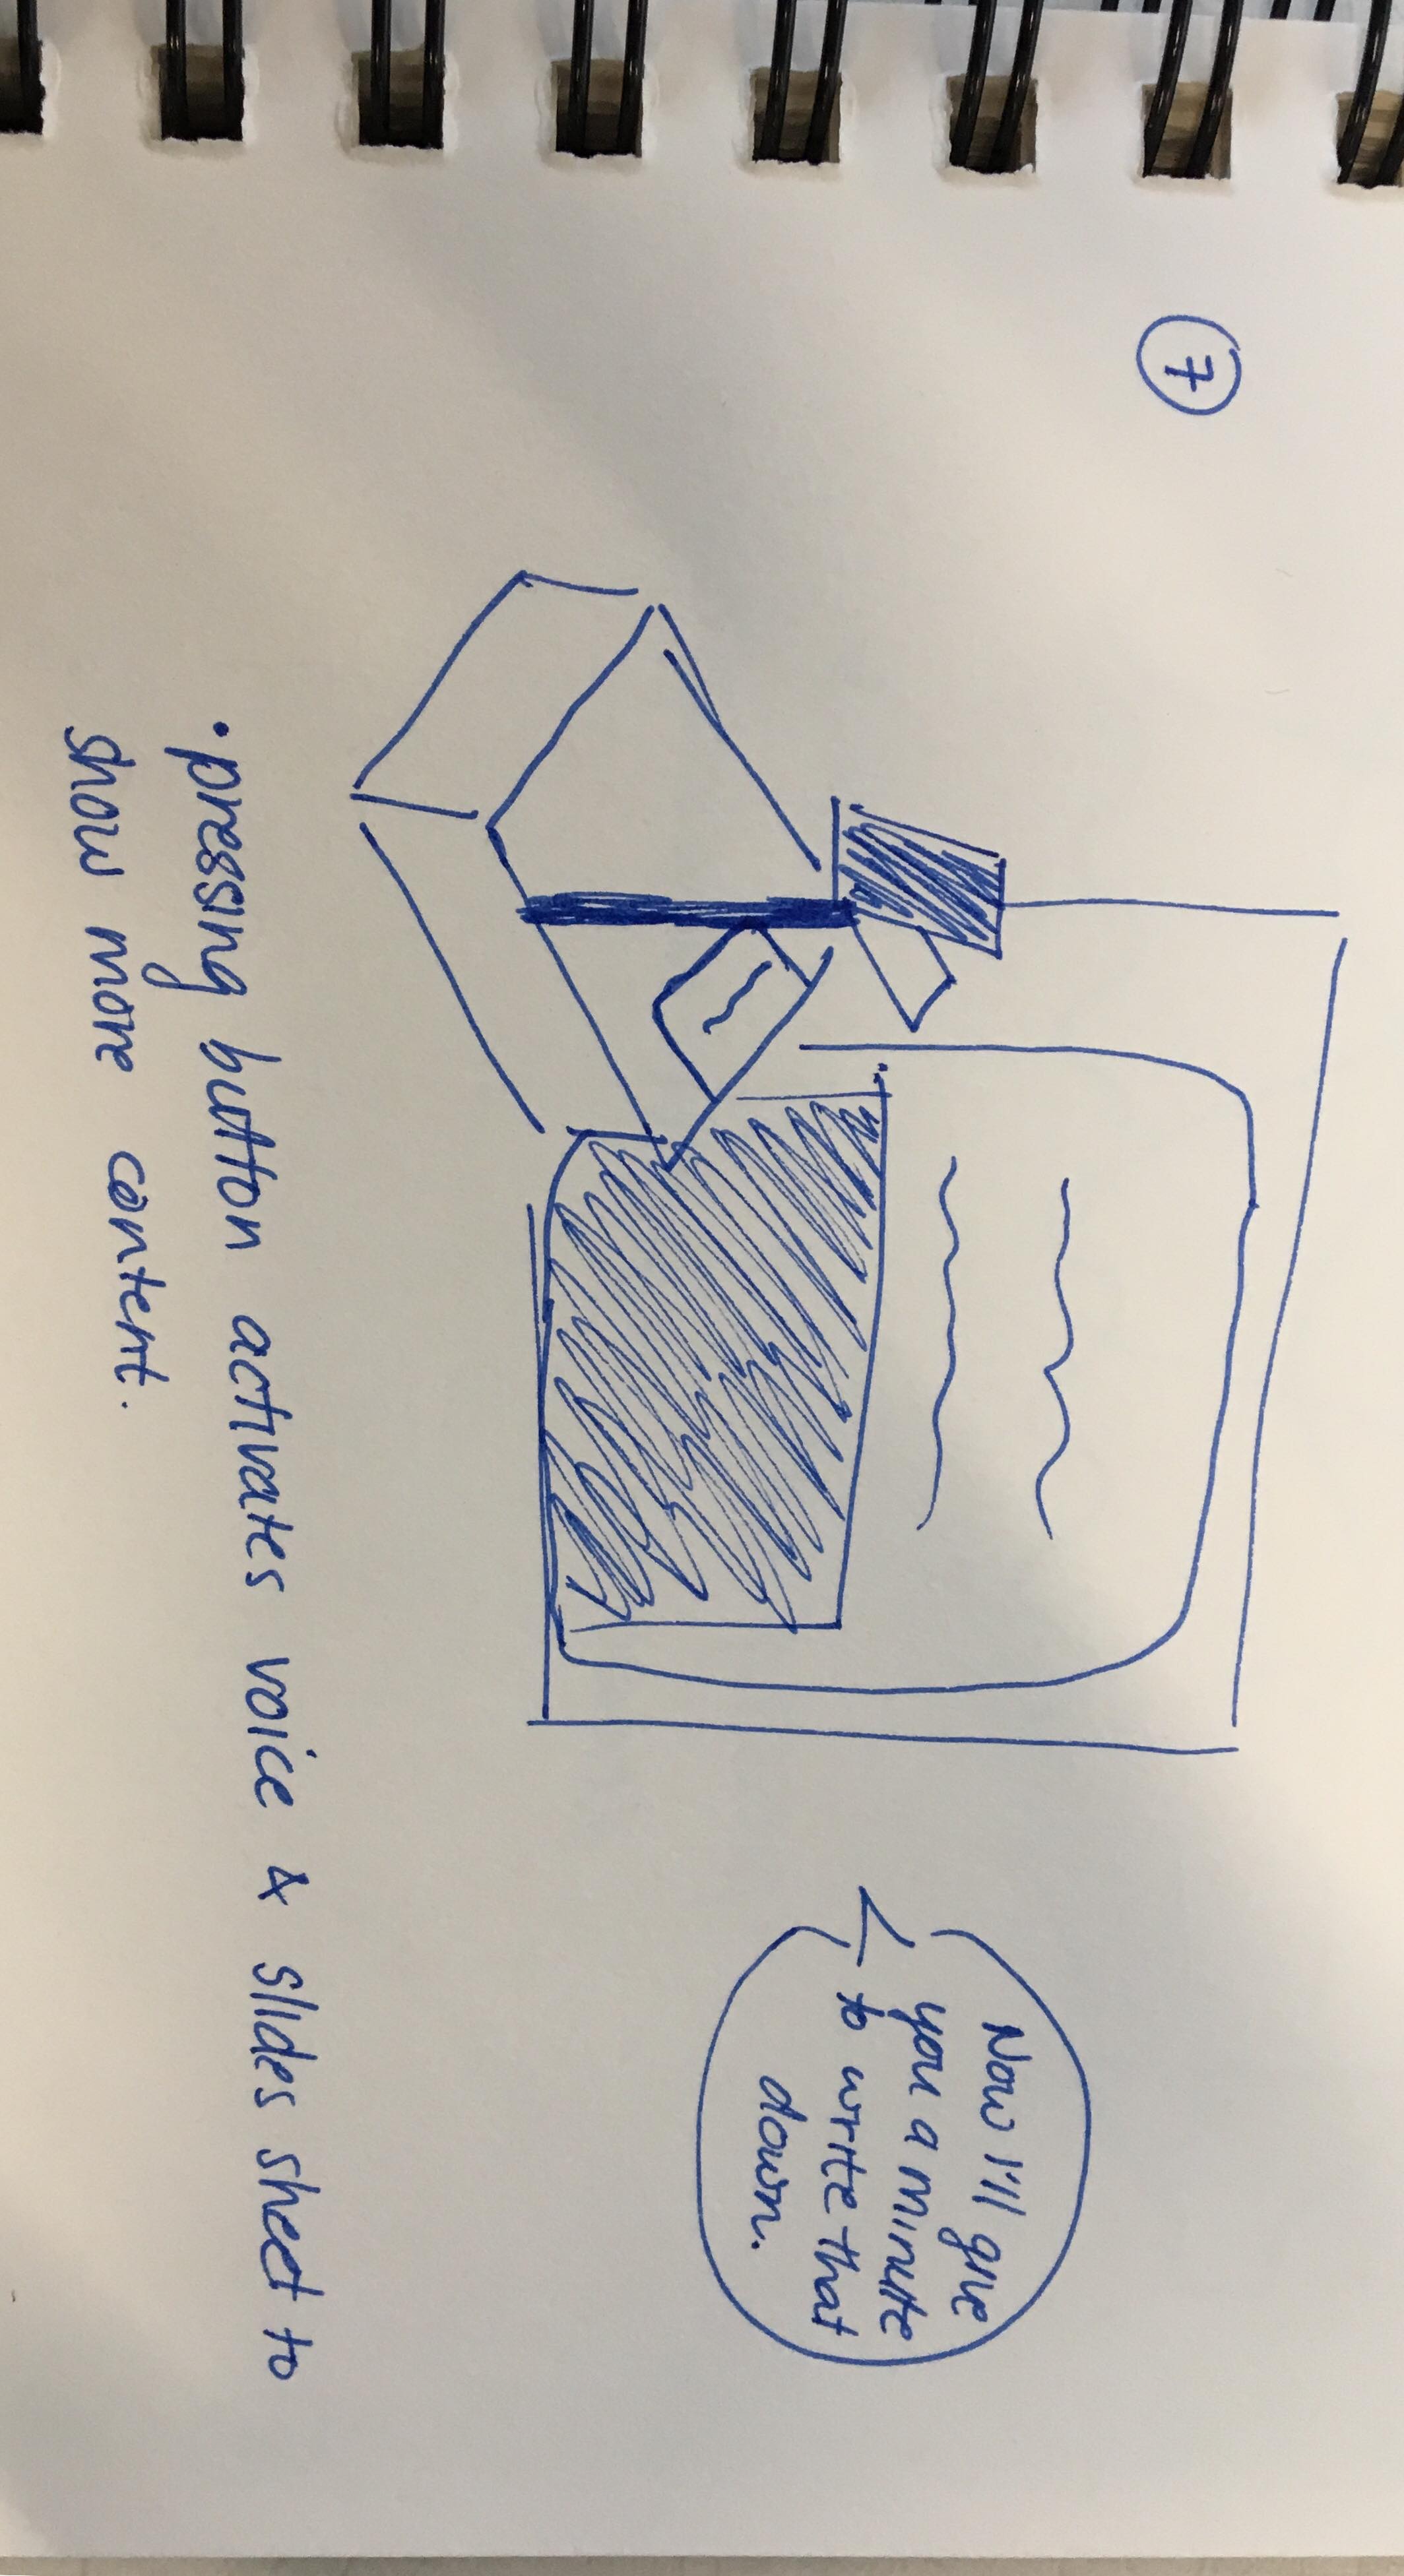 7
Now I'll give
you a minute
to write that
down.
• pressing button activates voice & slides sheet to
show more content.